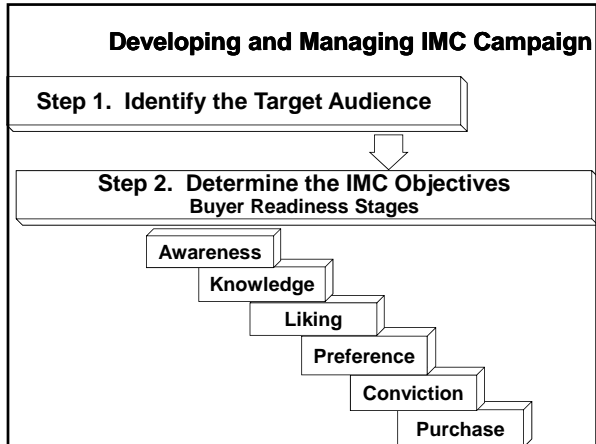 Developing and Managing IMC Campaign
Step 1.  Identify the Target Audience
Step 2.  Determine the IMC Objectives
Buyer Readiness Stages
Awareness
Knowledge
Liking
Preference
Conviction
Purchase